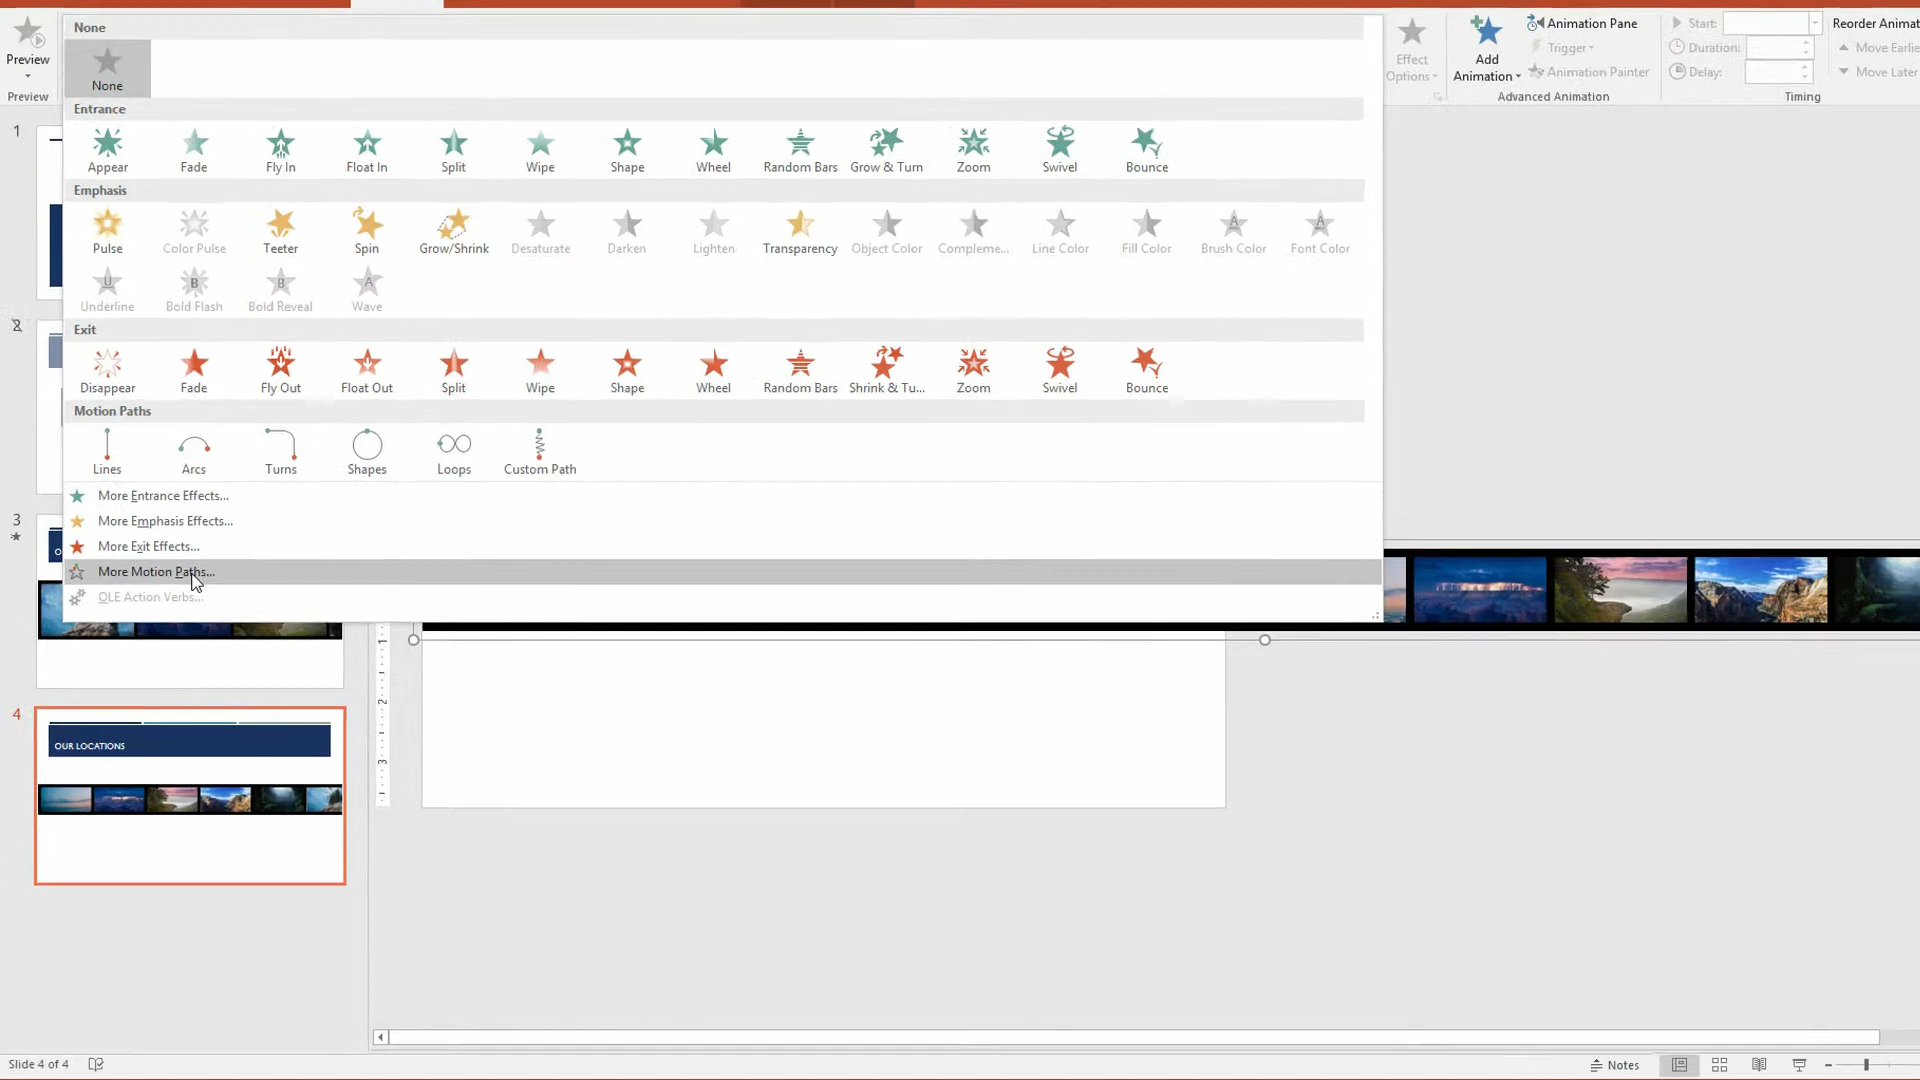 None
Preview
Preview
None
Animation Pane
Start:
Reorder Animat
Trigger
Duration:
Move Earlie
Effect
Options
Add
Animation
Animation Painter
Delay:
Move Later
Advanced Animation
Timing
Entrance
Appear Fade Fly In Float In Split Wipe Shape Wheel Random Bars Grow & Turn Zoom Swivel Bounce
Emphasis
Pulse Color Pulse Teeter Spin Grow/Shrink Desaturate Darken Lighten Transparency Object Color Compleme... Line Color Fill Color Brush Color Font Color
Underline Bold Flash Bold Reveal Wave
Exit
Disappear Fade Fly Out Float Out Split Wipe Shape Wheel Random Bars Shrink & Tu... Zoom Swivel Bounce
Motion Paths
Lines Arcs Turns Shapes Loops Custom Path
More Entrance Effects...
More Emphasis Effects...
More Exit Effects...
More Motion Paths...
OLE Action Verbs...
1
2
3
4
OUR LOCATIONS
1
2
3
Slide 4 of 4
Notes